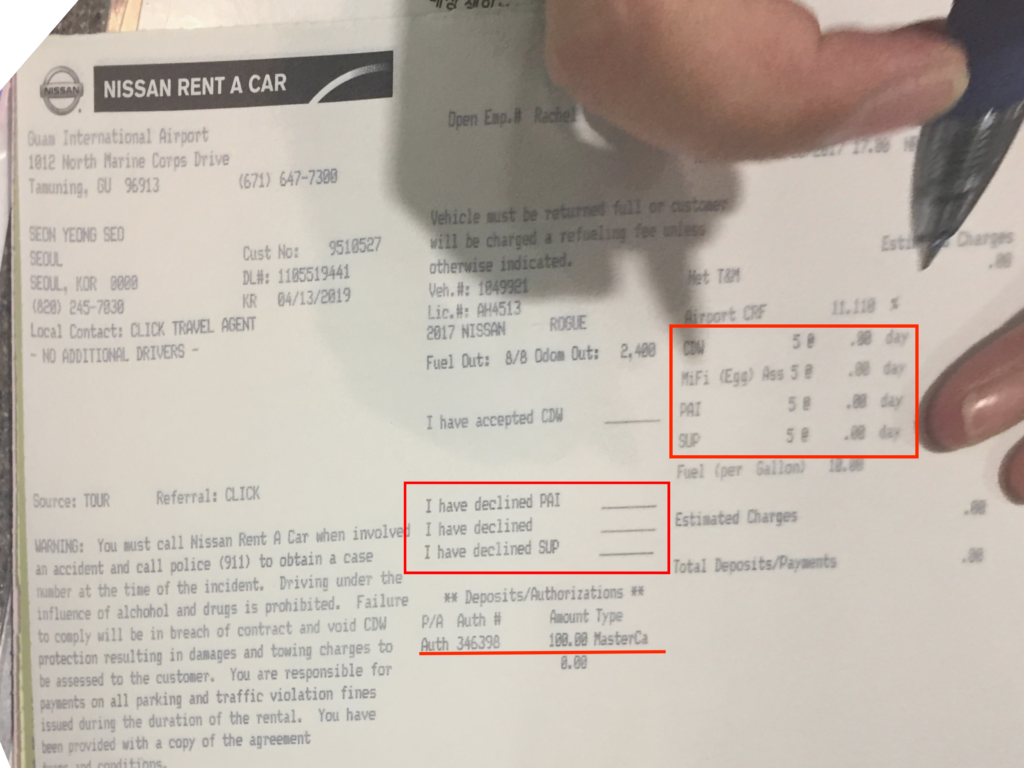 NISSAN
NISSAN RENT A CAR
Guam International Airport
1012 North Marine Corps Drive
Tamuning, GU 96913
(671) 647-7300
Open Emp.# Rachel
2017 17.00
SEON YEONG SEO
SEOUL
SEOUL, KOR 0000
(820) 245-7030
Local Contact: CLICK TRAVEL AGENT
- NO ADDITIONAL DRIVERS -
Cust No: 9510527
DL#: 1105519441
KR 04/13/2019
Vehicle must be returned full or customer
will be charged a refueling fee unless
otherwise indicated.
Veh.#: 1049921
Lic.#: AH4513
2017 NISSAN ROGUE
Fuel Out: 8/8 Odom Out: 2,400
I have accepted CDW
Charges
Net T&M .00
Airport CRF 11.110 %
CDW 5 @ .00 day
MiFi (Egg) Ass 5 @ .00 day
PAI 5 @ .00 day
SUP 5 @ .00 day
Fuel (per Gallon) 10.00
Estimated Charges .00
Total Deposits/Payments .00
Source: TOUR Referral: CLICK
I have declined PAI
I have declined
I have declined SUP
** Deposits/Authorizations **
P/A Auth # Amount Type
Auth 346398 100.00 MasterCa
0.00
WARNING: You must call Nissan Rent A Car when involved
an accident and call police (911) to obtain a case
number at the time of the incident. Driving under the
influence of alchohol and drugs is prohibited. Failure
to comply will be in breach of contract and void CDW
protection resulting in damages and towing charges to
be assessed to the customer. You are responsible for
payments on all parking and traffic violation fines
issued during the duration of the rental. You have
been provided with a copy of the agreement
terms and conditions.